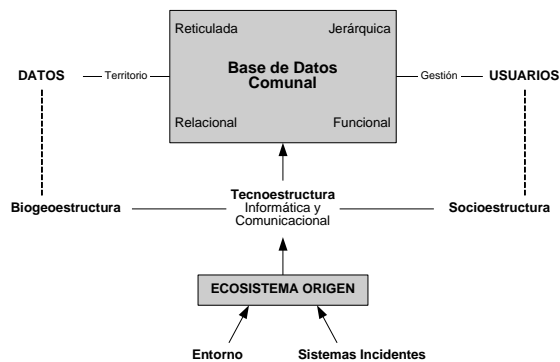 Reticulada Jerárquica
Base de Datos
Comunal
DATOS Territorio Gestión USUARIOS
Relacional Funcional
Tecnoestructura
Informática y
Comunicacional
Biogeoestructura Socioestructura
ECOSISTEMA ORIGEN
Entorno Sistemas Incidentes